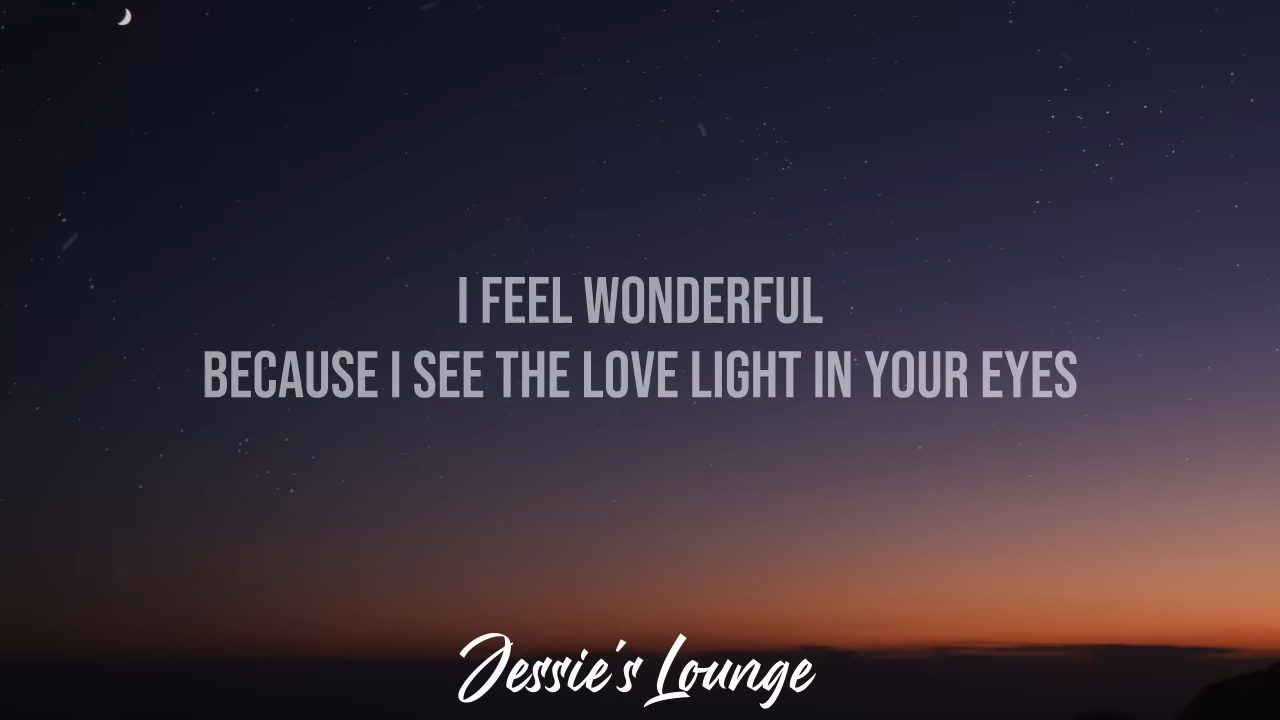 I FEEL WONDERFUL
BECAUSE I SEE THE LOVE LIGHT IN YOUR EYES
Jessie's Lounge